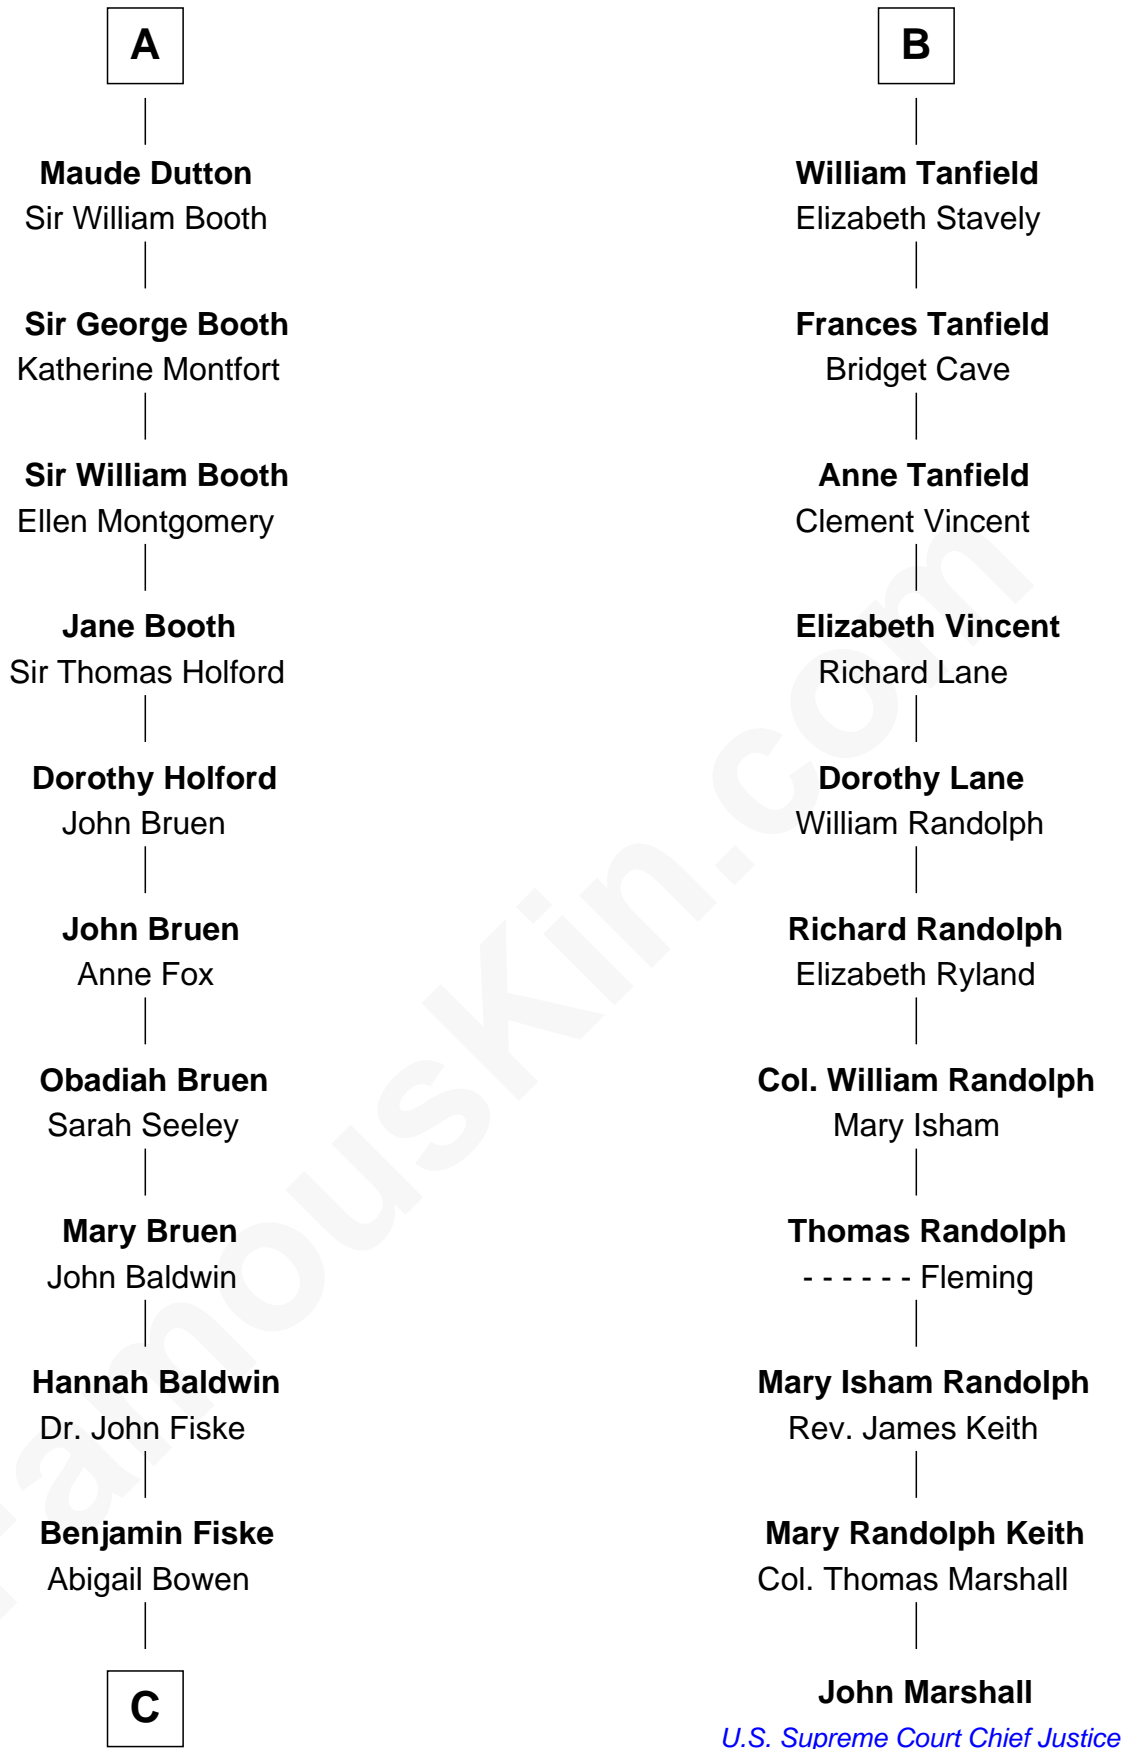 A
Maude Dutton
Sir William Booth
Sir George Booth
Katherine Montfort
Sir William Booth
Ellen Montgomery
Jane Booth
Sir Thomas Holford
Dorothy Holford
John Bruen
John Bruen
Anne Fox
Obadiah Bruen
Sarah Seeley
Mary Bruen
John Baldwin
Hannah Baldwin
Dr. John Fiske
Benjamin Fiske
Abigail Bowen
C
B
William Tanfield
Elizabeth Stavely
Frances Tanfield
Bridget Cave
Anne Tanfield
Clement Vincent
Elizabeth Vincent
Richard Lane
Dorothy Lane
William Randolph
Richard Randolph
Elizabeth Ryland
Col. William Randolph
Mary Isham
Thomas Randolph
- - - - - - Fleming
Mary Isham Randolph
Rev. James Keith
Mary Randolph Keith
Col. Thomas Marshall
John Marshall
U.S. Supreme Court Chief Justice
FamousKin.com